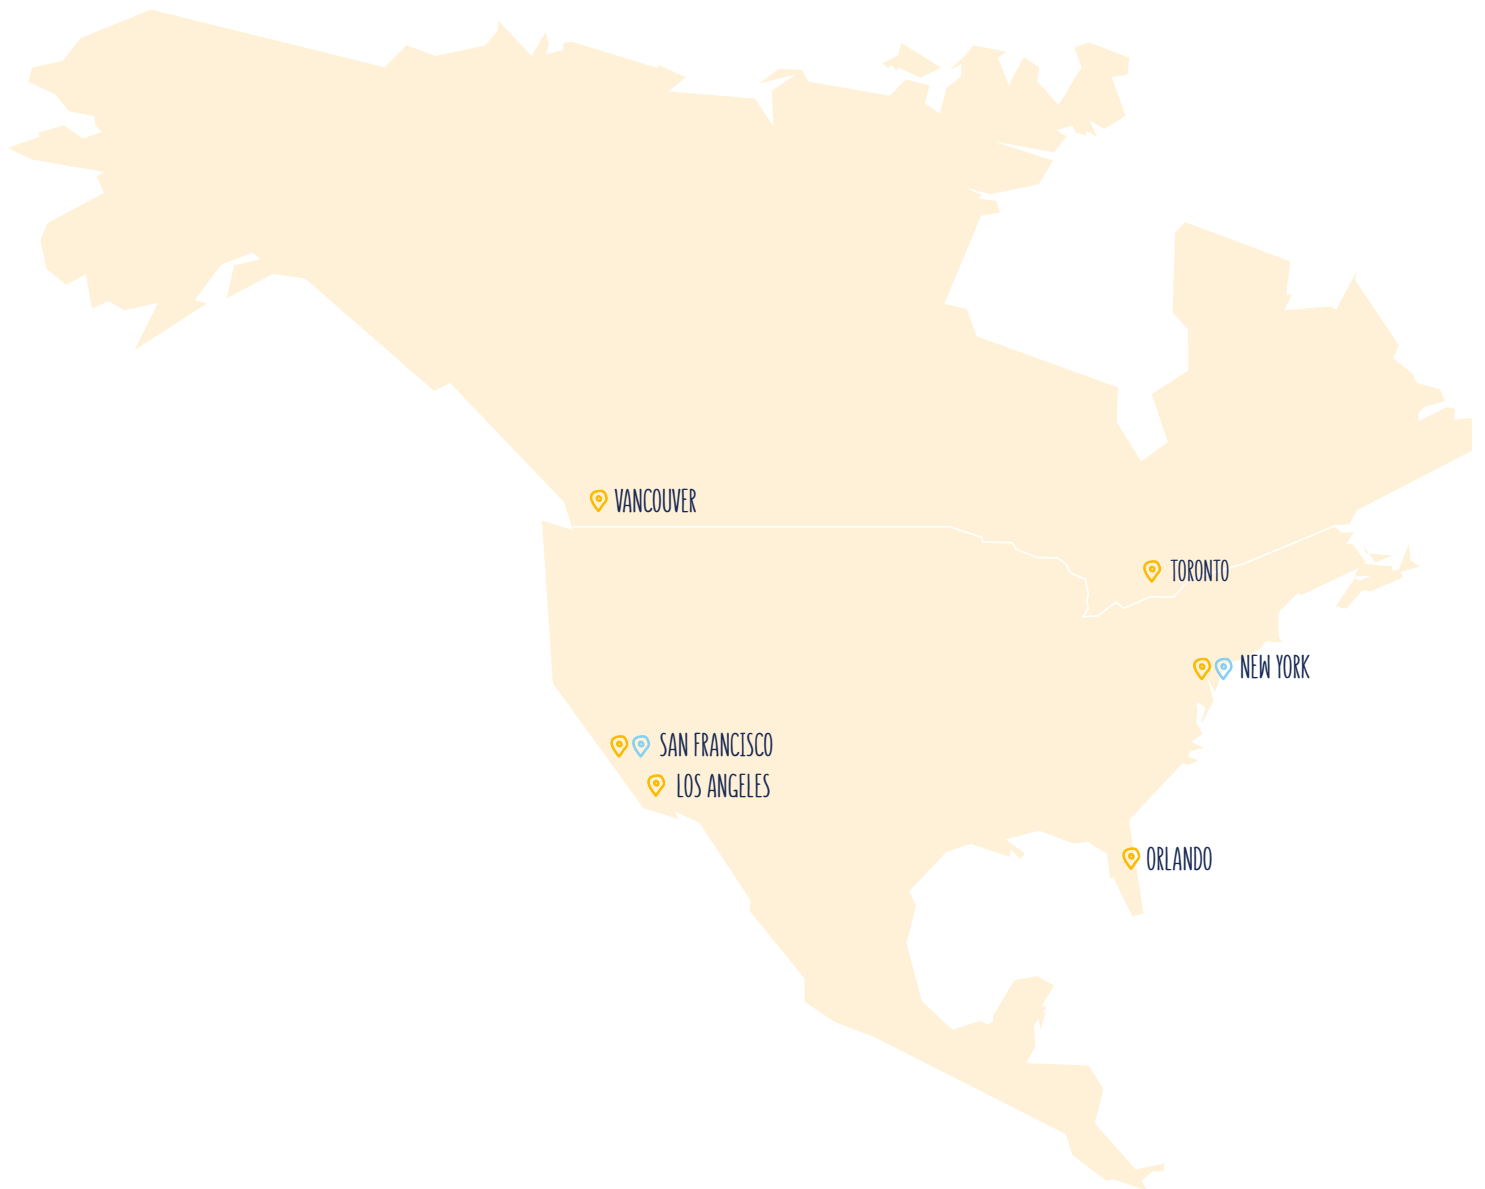 VANCOUVER
TORONTO
NEW YORK
SAN FRANCISCO
LOS ANGELES
ORLANDO